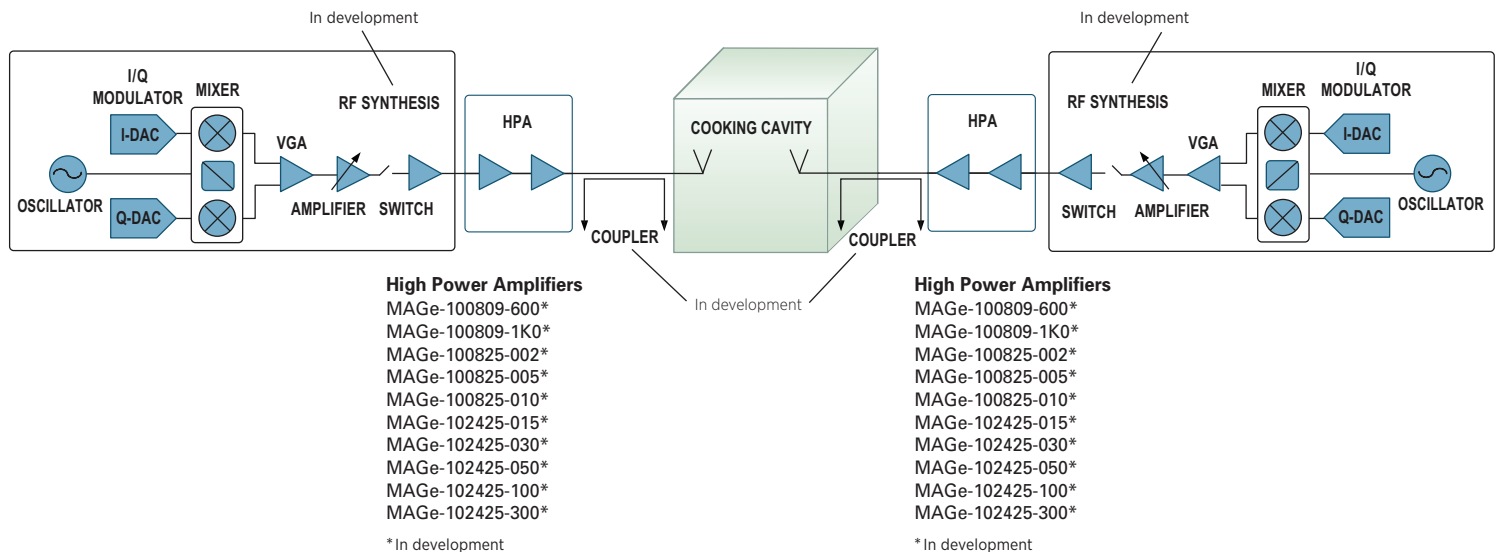 In development
In development
I/Q
MODULATOR
MIXER
RF SYNTHESIS
I-DAC
VGA
OSCILLATOR
Q-DAC
AMPLIFIER
SWITCH
HPA
COUPLER
COOKING CAVITY
COUPLER
HPA
RF SYNTHESIS
MIXER
I/Q
MODULATOR
VGA
I-DAC
SWITCH
AMPLIFIER
Q-DAC
OSCILLATOR
In development
High Power Amplifiers
MAGe-100809-600*
MAGe-100809-1K0*
MAGe-100825-002*
MAGe-100825-005*
MAGe-100825-010*
MAGe-102425-015*
MAGe-102425-030*
MAGe-102425-050*
MAGe-102425-100*
MAGe-102425-300*
*In development
High Power Amplifiers
MAGe-100809-600*
MAGe-100809-1K0*
MAGe-100825-002*
MAGe-100825-005*
MAGe-100825-010*
MAGe-102425-015*
MAGe-102425-030*
MAGe-102425-050*
MAGe-102425-100*
MAGe-102425-300*
*In development